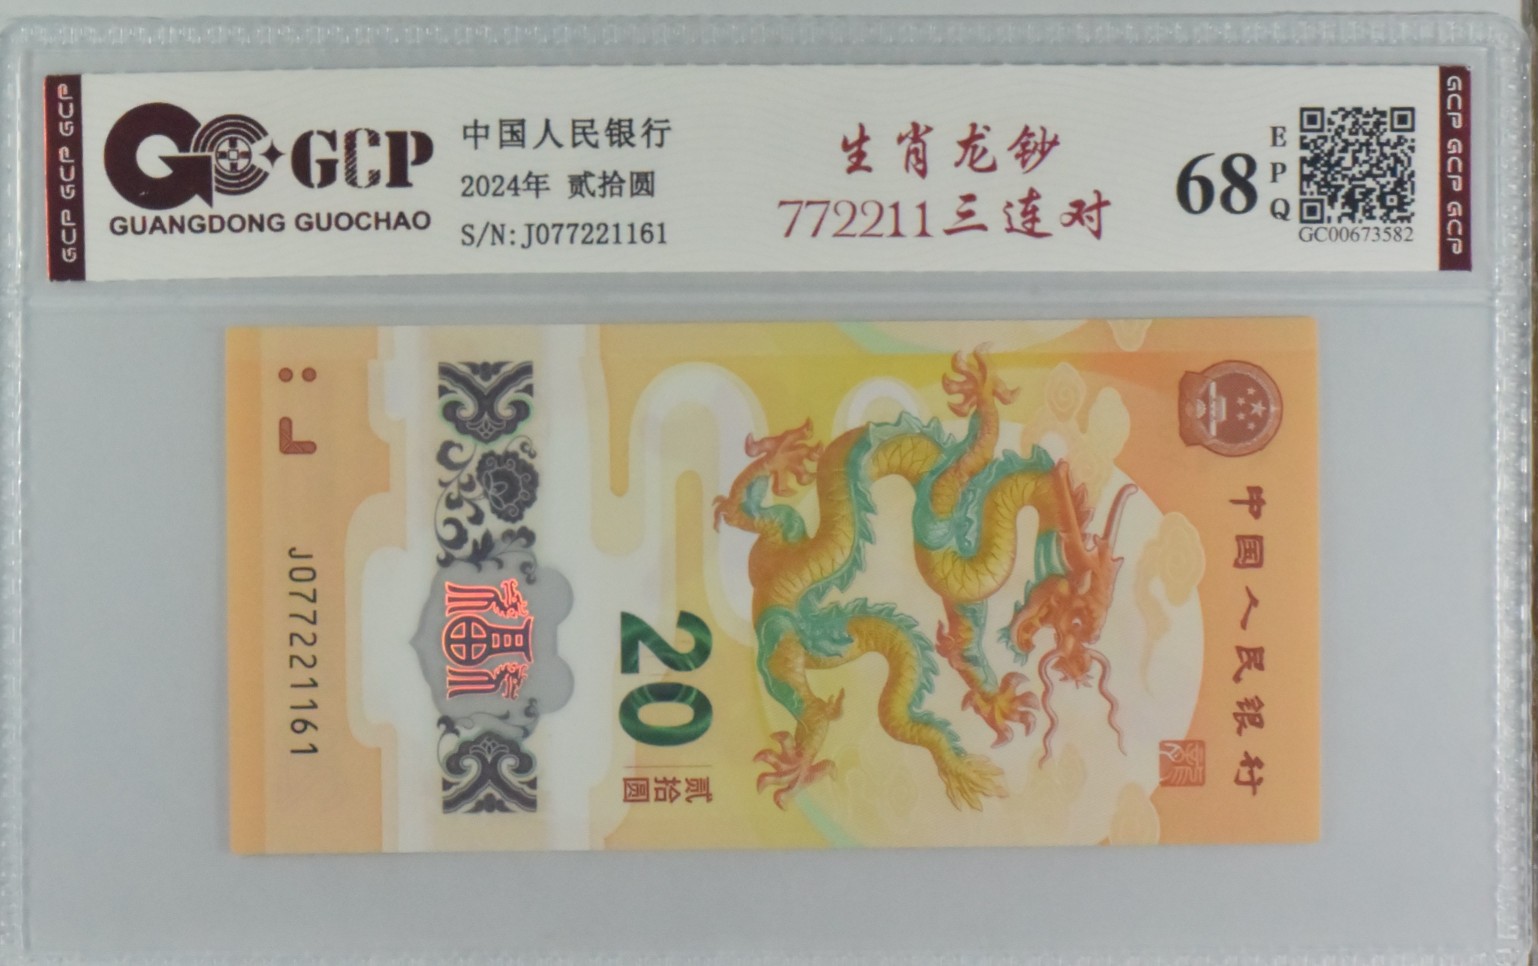 GCP
GUANGDONG GUOCHAO
中国人民银行
2024年 贰拾圆
S/N:J077221161
生肖龙钞
772211三连对
68
EPQ
GC00673582
GCP GCP GCP
GCP GCP GCP
中国人民银行
20
贰拾圆
J077221161